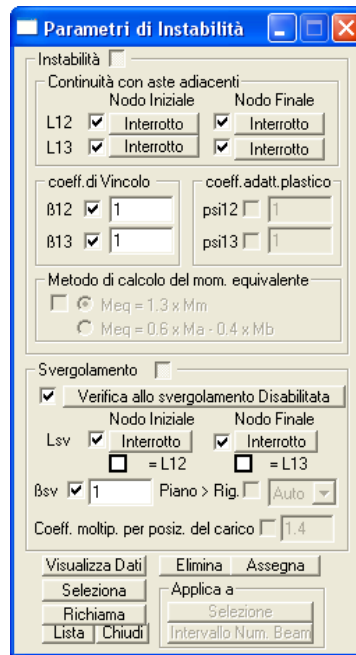 Parametri di Instabilità
Instabilità
Continuità con aste adiacenti
Nodo Iniziale Nodo Finale
L12 Interrotto Interrotto
L13 Interrotto Interrotto
coeff.di Vincolo coeff.adatt.plastico
ß12 1 psi12 1
ß13 1 psi13 1
Metodo di calcolo del mom. equivalente
Meq = 1.3 x Mm
Meq = 0.6 x Ma - 0.4 x Mb
Svergolamento
Verifica allo svergolamento Disabilitata
Nodo Iniziale Nodo Finale
Lsv Interrotto Interrotto
= L12 = L13
ßsv 1 Piano > Rig. Auto
Coeff. moltip. per posiz. del carico 1.4
Visualizza Dati Elimina Assegna
Seleziona Applica a
Richiama Selezione
Lista Chiudi Intervallo Num. Beam